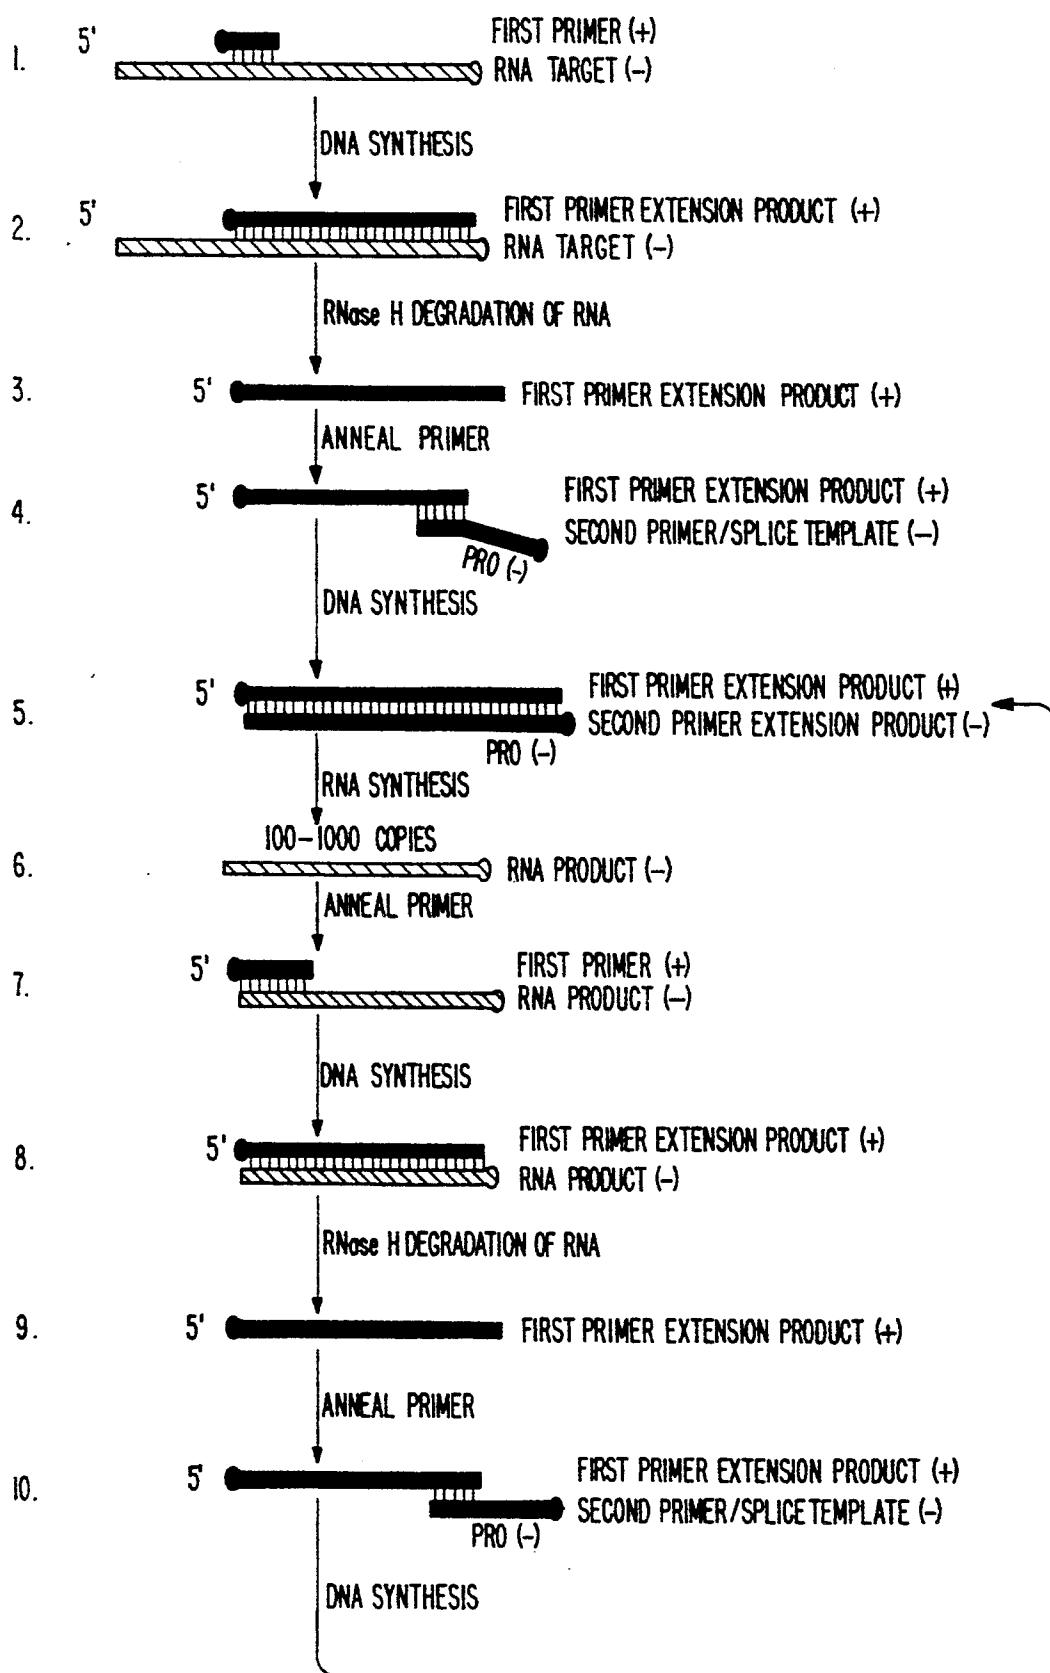 1. 5' FIRST PRIMER (+)
RNA TARGET (−)
DNA SYNTHESIS
2. 5' FIRST PRIMER EXTENSION PRODUCT (+)
RNA TARGET (−)
RNase H DEGRADATION OF RNA
3. 5' FIRST PRIMER EXTENSION PRODUCT (+)
ANNEAL PRIMER
4. 5' FIRST PRIMER EXTENSION PRODUCT (+)
SECOND PRIMER/SPLICE TEMPLATE (−)
PRO (−)
DNA SYNTHESIS
5. 5' FIRST PRIMER EXTENSION PRODUCT (+)
SECOND PRIMER EXTENSION PRODUCT (−)
PRO (−)
RNA SYNTHESIS
100−1000 COPIES
6. RNA PRODUCT (−)
ANNEAL PRIMER
7. 5' FIRST PRIMER (+)
RNA PRODUCT (−)
DNA SYNTHESIS
8. 5' FIRST PRIMER EXTENSION PRODUCT (+)
RNA PRODUCT (−)
RNase H DEGRADATION OF RNA
9. 5' FIRST PRIMER EXTENSION PRODUCT (+)
ANNEAL PRIMER
10. 5' FIRST PRIMER EXTENSION PRODUCT (+)
SECOND PRIMER/SPLICE TEMPLATE (−)
PRO (−)
DNA SYNTHESIS